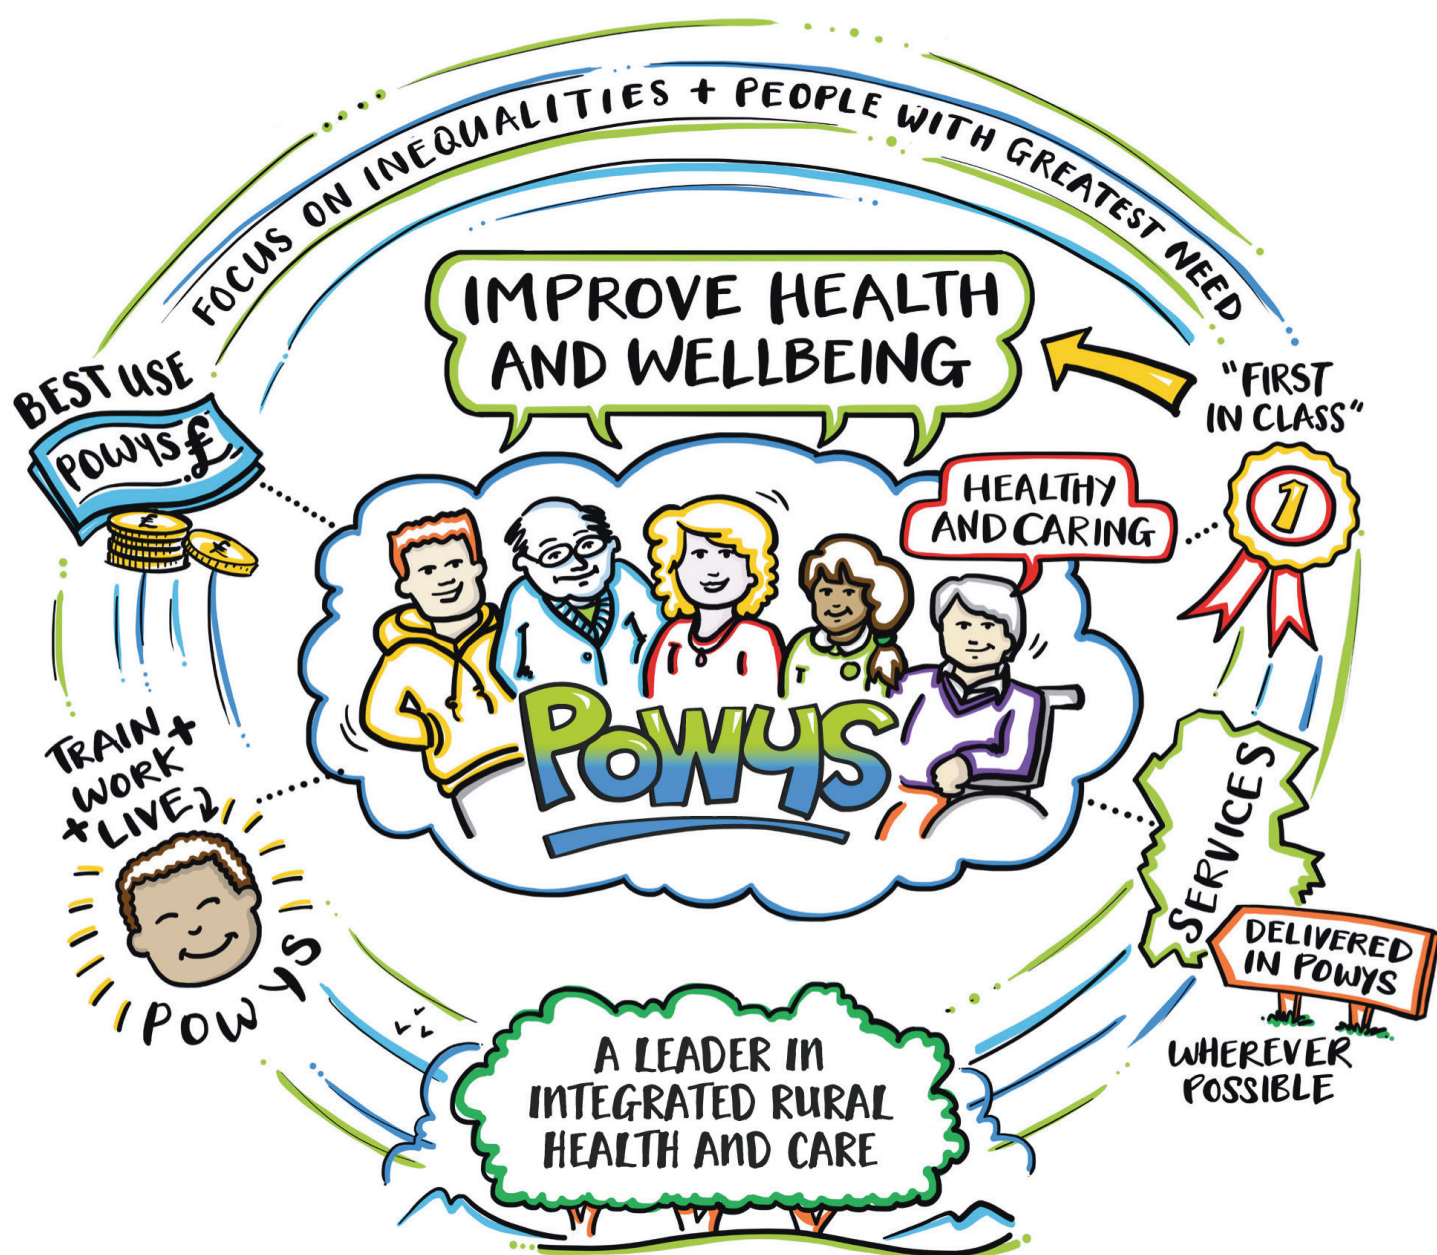 FOCUS ON INEQUALITIES + PEOPLE WITH GREATEST NEED
IMPROVE HEALTH
AND WELLBEING
"FIRST
IN CLASS"
1
BEST USE
POWYS £
£
£
HEALTHY
AND CARING
POWYS
TRAIN +
WORK
+ LIVE
POWYS
SERVICES
DELIVERED
IN POWYS
WHEREVER
POSSIBLE
A LEADER IN
INTEGRATED RURAL
HEALTH AND CARE